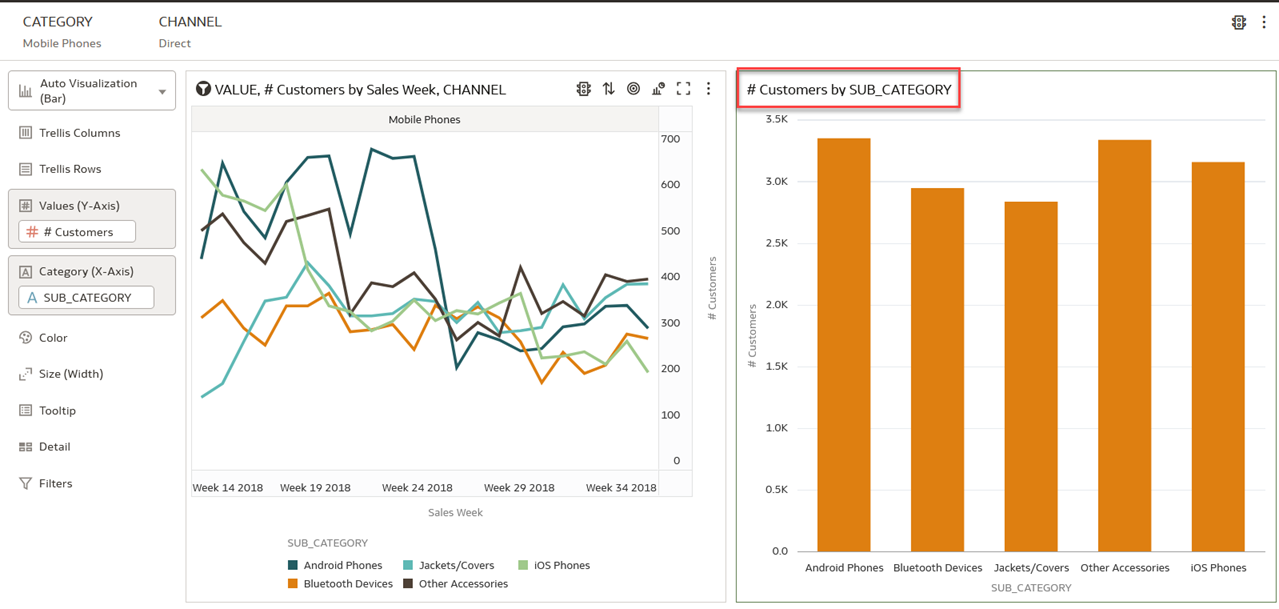 CATEGORY
Mobile Phones
CHANNEL
Direct
Auto Visualization
(Bar)
Trellis Columns
Trellis Rows
Values (Y-Axis)
# # Customers
Category (X-Axis)
A SUB_CATEGORY
Color
Size (Width)
Tooltip
Detail
Filters
VALUE, # Customers by Sales Week, CHANNEL
Mobile Phones
700
600
500
400
300
200
100
0
# Customers
Week 14 2018 Week 19 2018 Week 24 2018 Week 29 2018 Week 34 2018
Sales Week
SUB_CATEGORY
Android Phones Jackets/Covers iOS Phones
Bluetooth Devices Other Accessories
# Customers by SUB_CATEGORY
3.5K
3.0K
2.5K
2.0K
1.5K
1.0K
0.5K
0.0
# Customers
Android Phones Bluetooth Devices Jackets/Covers Other Accessories iOS Phones
SUB_CATEGORY